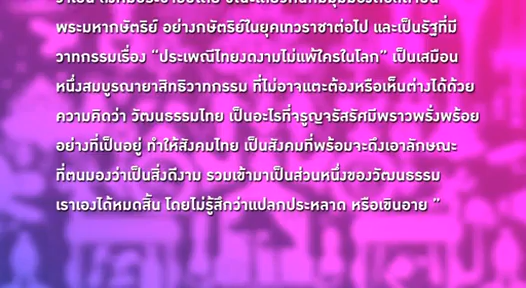 พระมหากษัตริย์ อย่างกษัตริย์ในยุคเทวราชาต่อไป และเป็นรัฐที่มี
วาทกรรมเรื่อง “ประเพณีไทยงดงามไม่แพ้ใครในโลก” เป็นเสมือน
หนึ่งสมบูรณาญาสิทธิวาทกรรม ที่ไม่อาจแตะต้องหรือเห็นต่างได้ด้วย
ความคิดว่า วัฒนธรรมไทย เป็นอะไรที่จรูญจรัสรัศมีพราวพรั่งพร้อย
อย่างที่เป็นอยู่ ทำให้สังคมไทย เป็นสังคมที่พร้อมจะดึงเอาลักษณะ
ที่ตนมองว่าเป็นสิ่งดีงาม รวมเข้ามาเป็นส่วนหนึ่งของวัฒนธรรม
เราเองได้หมดสิ้น โดยไม่รู้สึกว่าแปลกประหลาด หรือเขินอาย ”